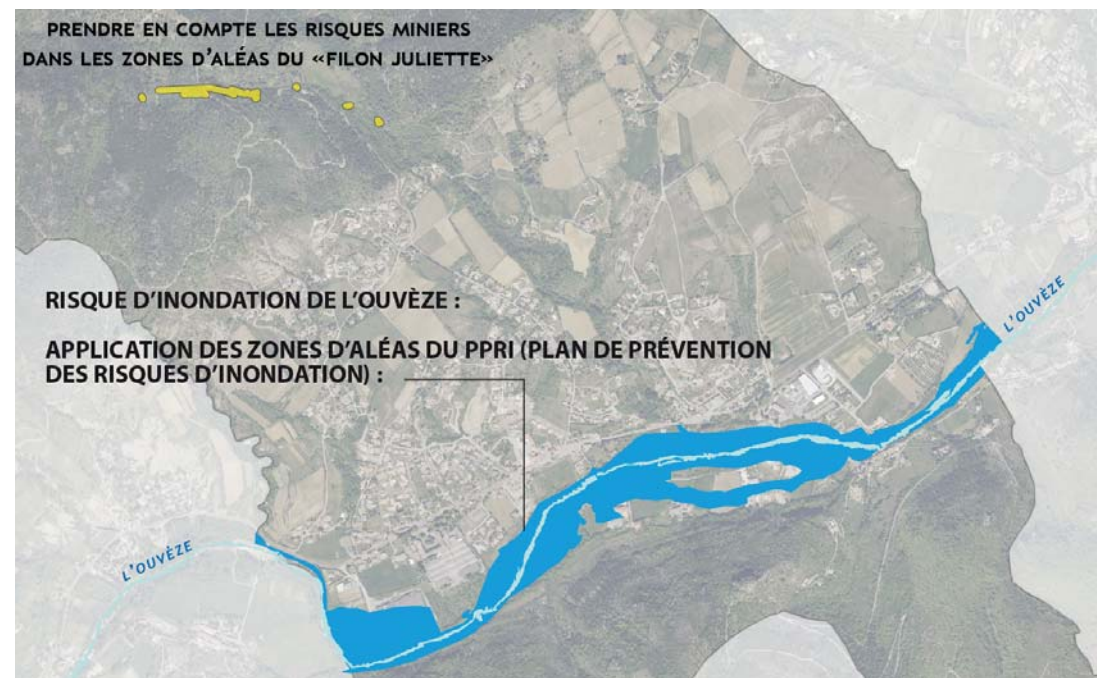 PRENDRE EN COMPTE LES RISQUES MINIERS
DANS LES ZONES D'ALÉAS DU «FILON JULIETTE»
RISQUE D'INONDATION DE L'OUVÈZE :
APPLICATION DES ZONES D'ALÉAS DU PPRI (PLAN DE PRÉVENTION
DES RISQUES D'INONDATION) :
L'OUVÈZE
L'OUVÈZE